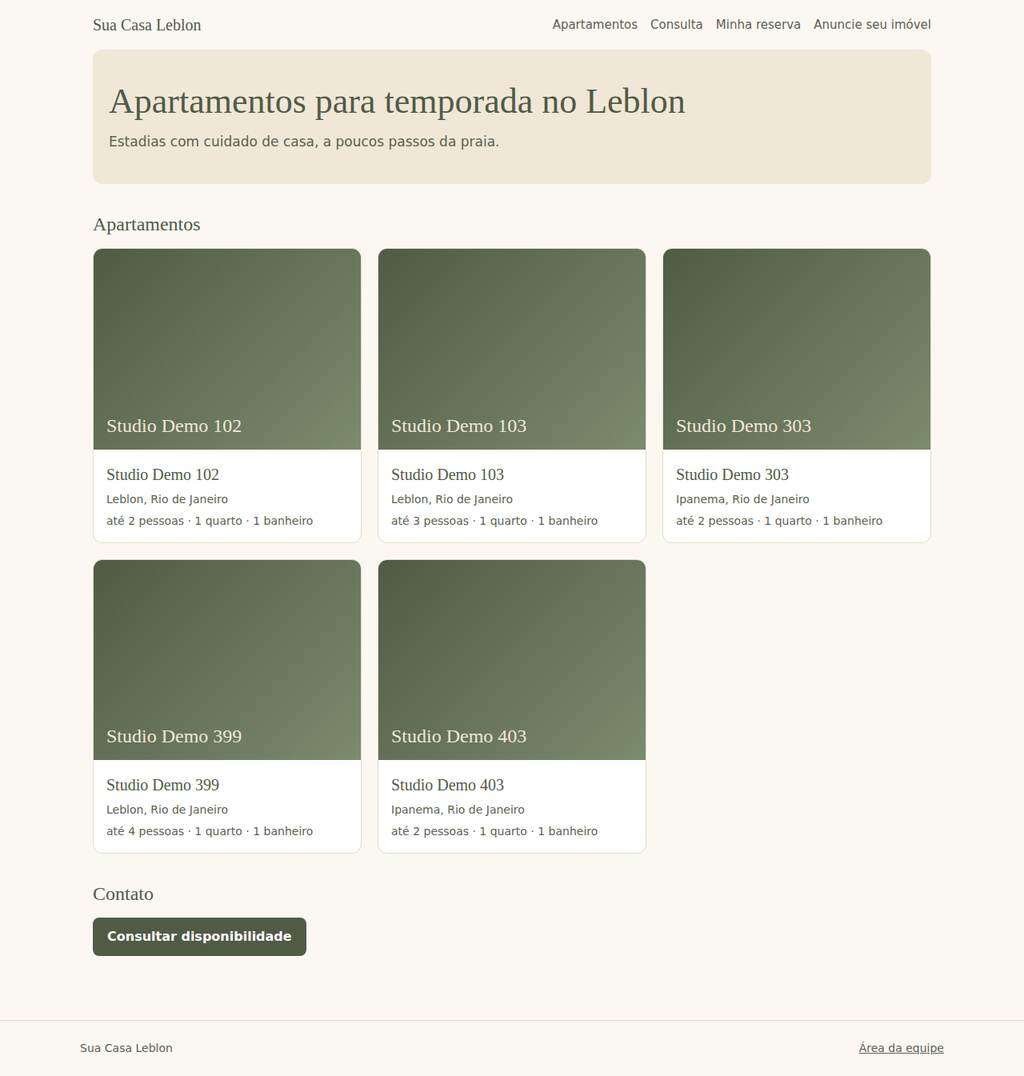 Sua Casa Leblon
Apartamentos Consulta Minha reserva Anuncie seu imóvel
Apartamentos para temporada no Leblon
Estadias com cuidado de casa, a poucos passos da praia.
Apartamentos
Studio Demo 102
Studio Demo 102
Leblon, Rio de Janeiro
até 2 pessoas · 1 quarto · 1 banheiro
Studio Demo 103
Studio Demo 103
Leblon, Rio de Janeiro
até 3 pessoas · 1 quarto · 1 banheiro
Studio Demo 303
Studio Demo 303
Ipanema, Rio de Janeiro
até 2 pessoas · 1 quarto · 1 banheiro
Studio Demo 399
Studio Demo 399
Leblon, Rio de Janeiro
até 4 pessoas · 1 quarto · 1 banheiro
Studio Demo 403
Studio Demo 403
Ipanema, Rio de Janeiro
até 2 pessoas · 1 quarto · 1 banheiro
Contato
Consultar disponibilidade
Sua Casa Leblon
Área da equipe